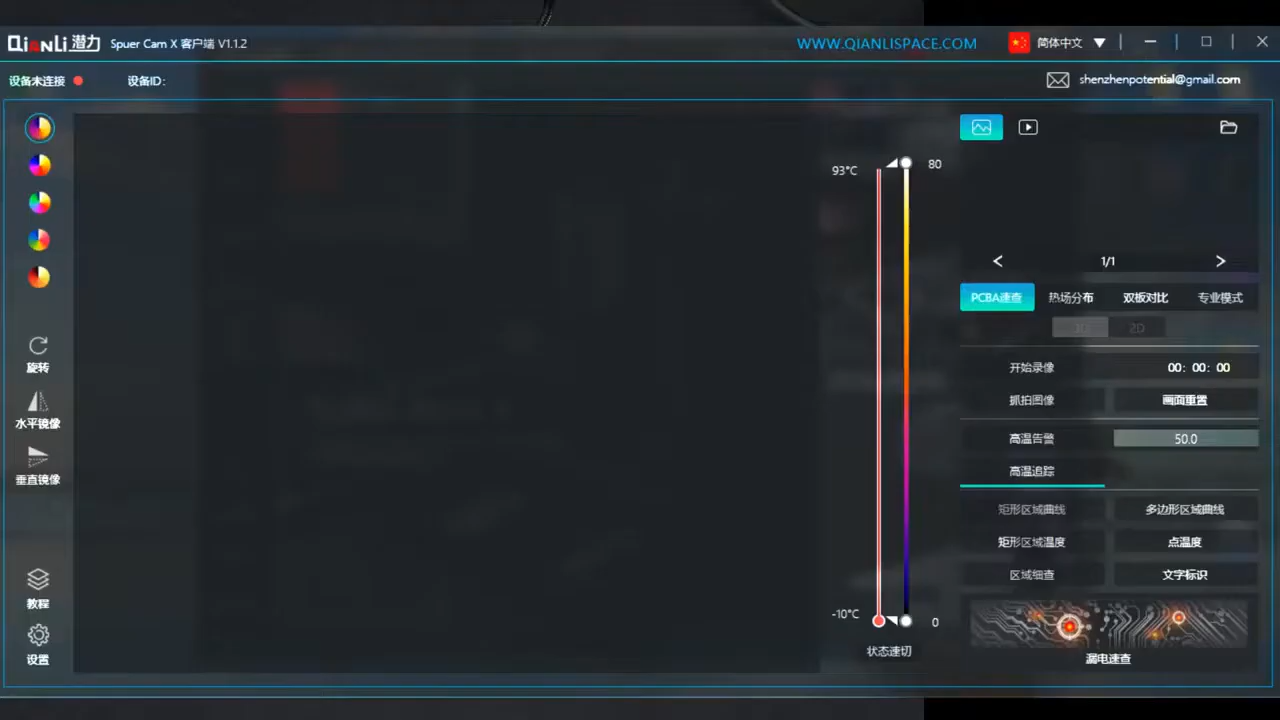 QianLi 潜力 Spuer Cam X 客户端 V1.1.2
WWW.QIANLISPACE.COM
简体中文
设备未连接
设备ID:
shenzhenpotential@gmail.com
93°C
80
1/1
PCBA速查
热场分布
双板对比
专业模式
3D
2D
旋转
开始录像
00: 00: 00
抓拍图像
画面重置
水平镜像
高温告警
50.0
高温追踪
垂直镜像
矩形区域曲线
多边形区域曲线
矩形区域温度
点温度
区域细查
文字标识
教程
-10°C
0
状态速切
设置
漏电速查